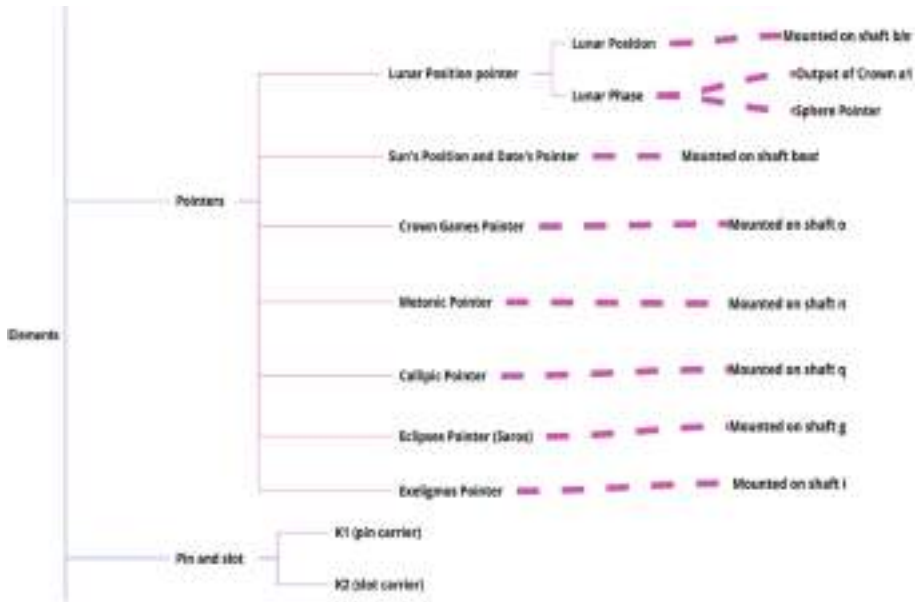 Lunar Position
Mounted on shaft
Lunar Position pointer
Output of Crown a1
Lunar Phase
Sphere Pointer
Sun's Position and Date's Pointer
Mounted on shaft
Pointers
Crown Games Pointer
Mounted on shaft o
Metonic Pointer
Mounted on shaft n
Elements
Callipic Pointer
Mounted on shaft q
Eclipses Pointer (Saros)
Mounted on shaft g
Exeligmos Pointer
Mounted on shaft i
K1 (pin carrier)
Pin and slot
K2 (slot carrier)